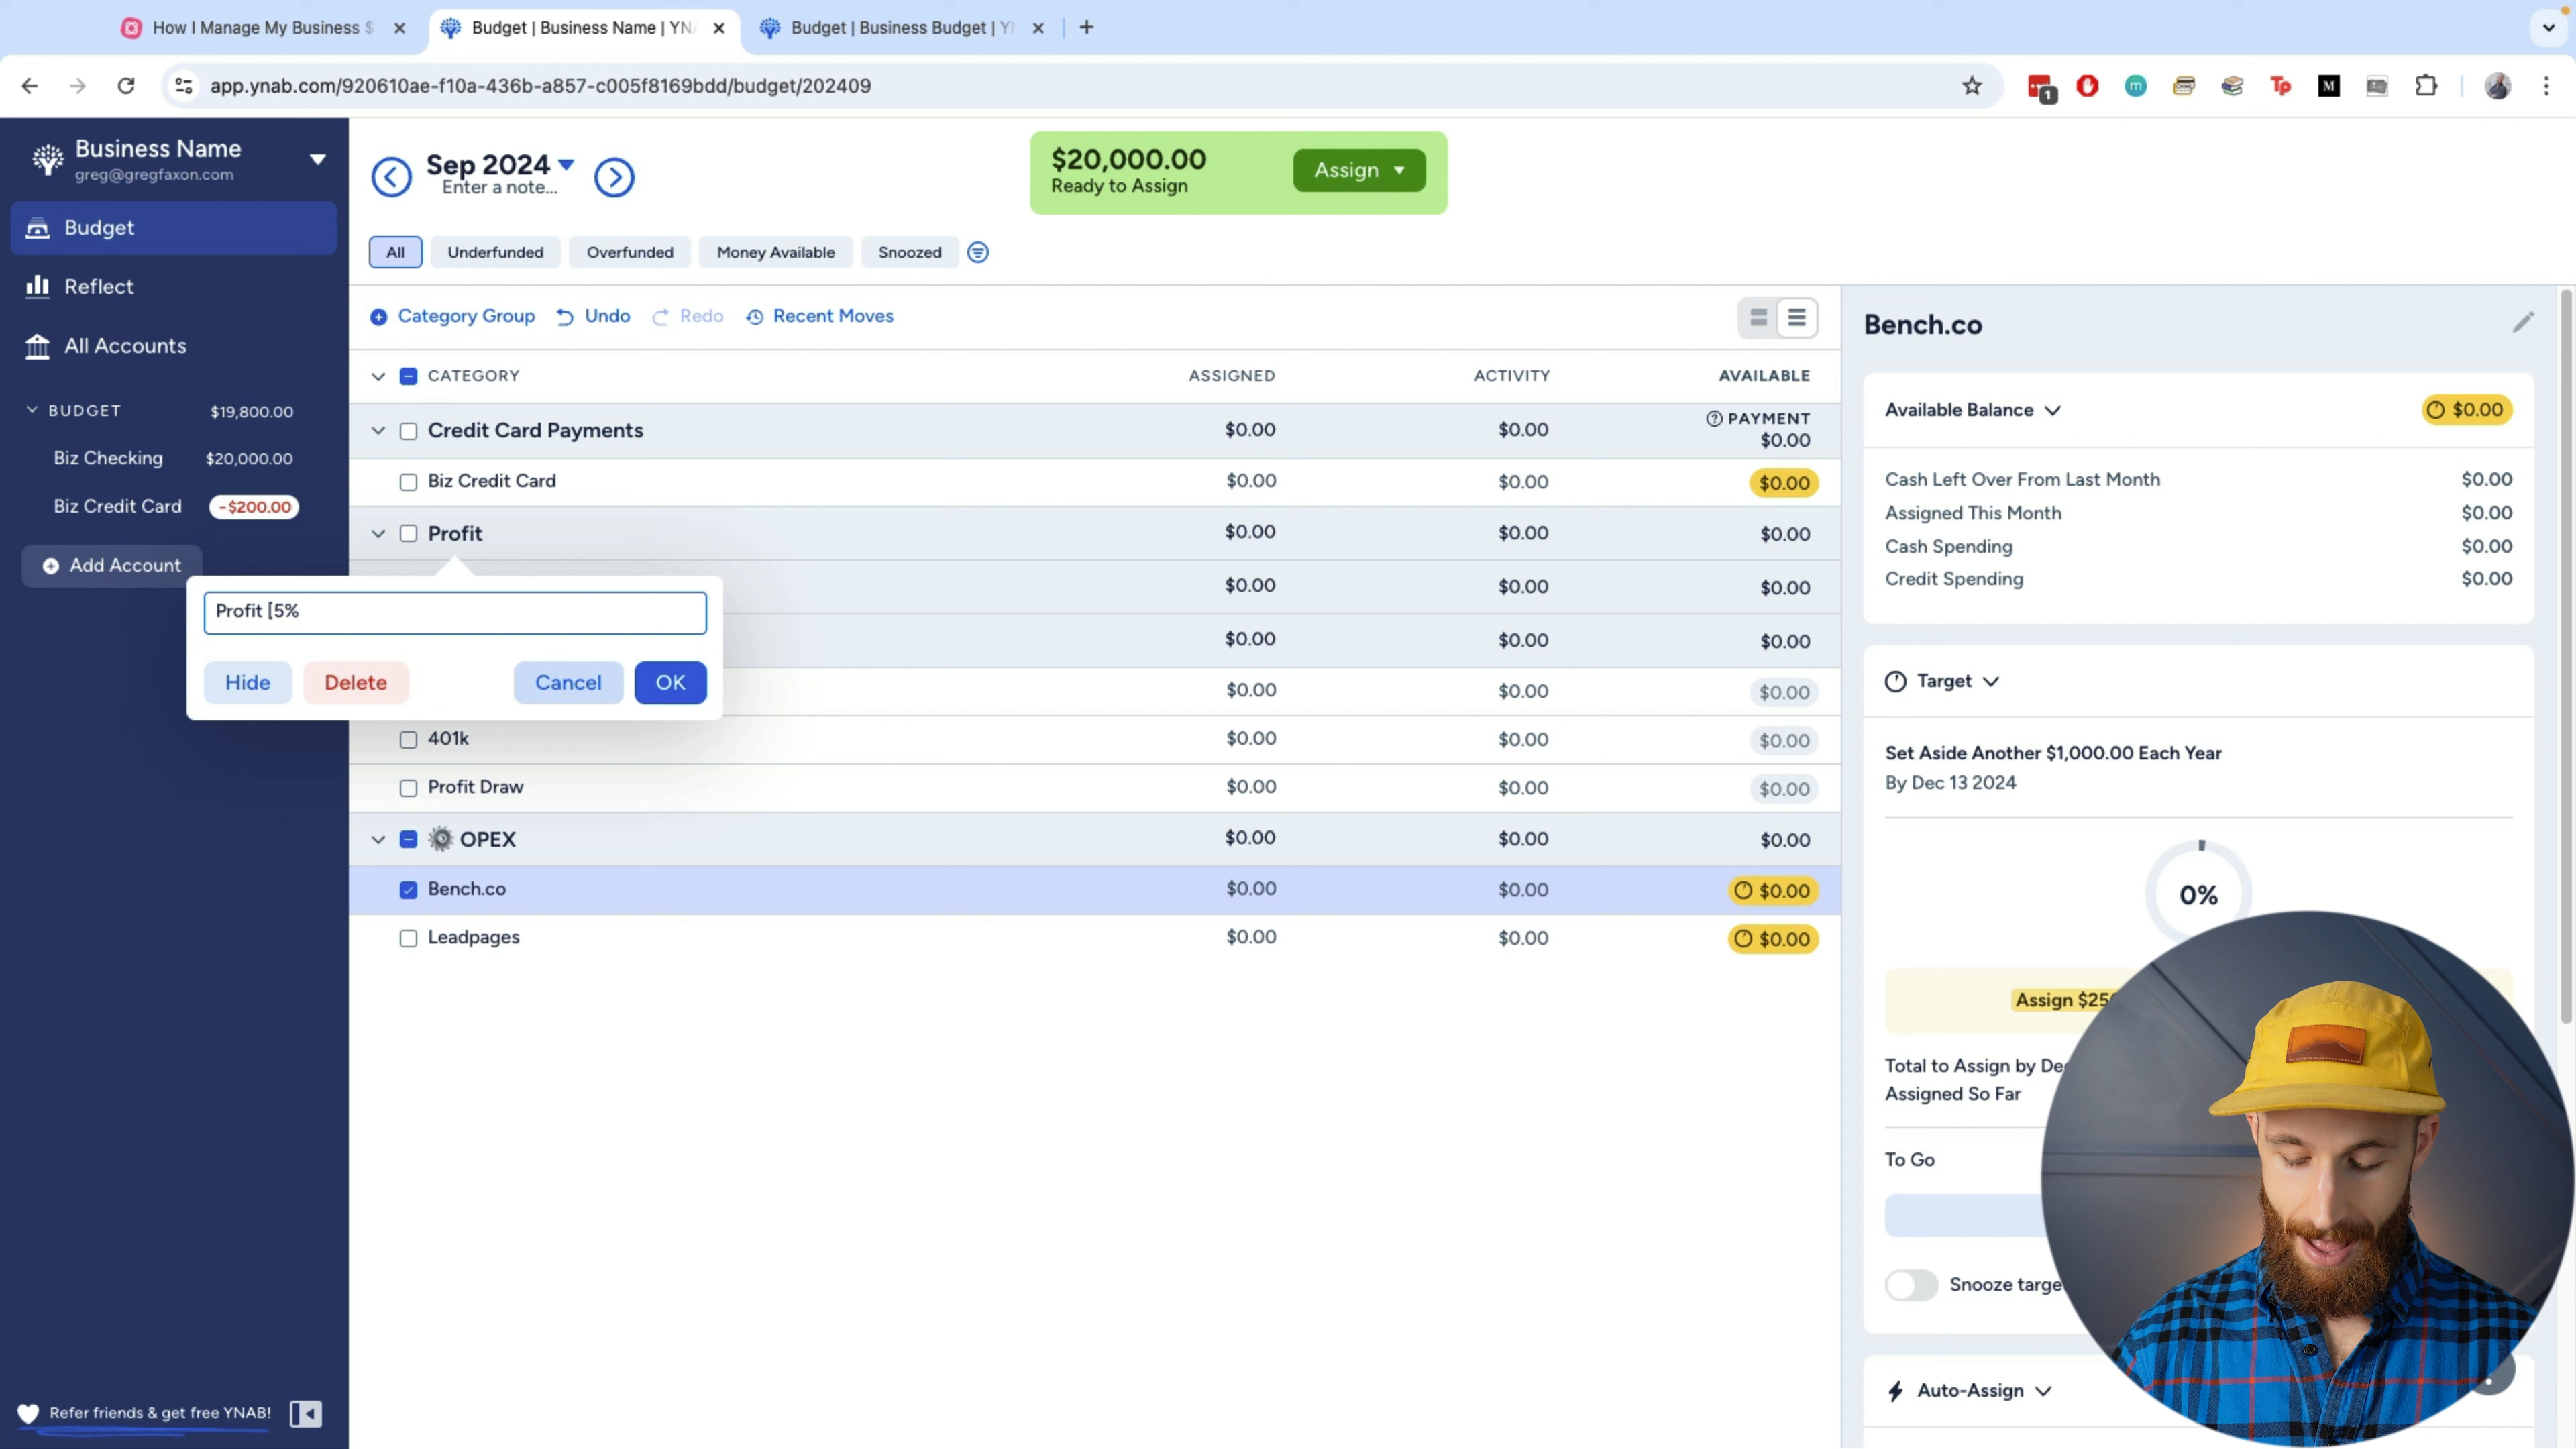 How I Manage My Business $
Budget | Business Name | YN
Budget | Business Budget | Y
app.ynab.com/920610ae-f10a-436b-a857-c005f8169bdd/budget/202409
1
m
Tp
M
Business Name
greg@gregfaxon.com
Budget
Reflect
All Accounts
BUDGET $19,800.00
Biz Checking $20,000.00
Biz Credit Card -$200.00
Add Account
Refer friends & get free YNAB!
Sep 2024
Enter a note...
$20,000.00
Ready to Assign
Assign
All Underfunded Overfunded Money Available Snoozed
Category Group Undo Redo Recent Moves
CATEGORY ASSIGNED ACTIVITY AVAILABLE
Credit Card Payments $0.00 $0.00 PAYMENT $0.00
Biz Credit Card $0.00 $0.00 $0.00
Profit $0.00 $0.00 $0.00
$0.00 $0.00 $0.00
$0.00 $0.00 $0.00
$0.00 $0.00 $0.00
Profit [5%
Hide Delete Cancel OK
401k $0.00 $0.00 $0.00
Profit Draw $0.00 $0.00 $0.00
OPEX $0.00 $0.00 $0.00
Bench.co $0.00 $0.00 $0.00
Leadpages $0.00 $0.00 $0.00
Bench.co
Available Balance $0.00
Cash Left Over From Last Month $0.00
Assigned This Month $0.00
Cash Spending $0.00
Credit Spending $0.00
Target
Set Aside Another $1,000.00 Each Year
By Dec 13 2024
0%
Assign $25
Total to Assign by De
Assigned So Far
To Go
Snooze targe
Auto-Assign